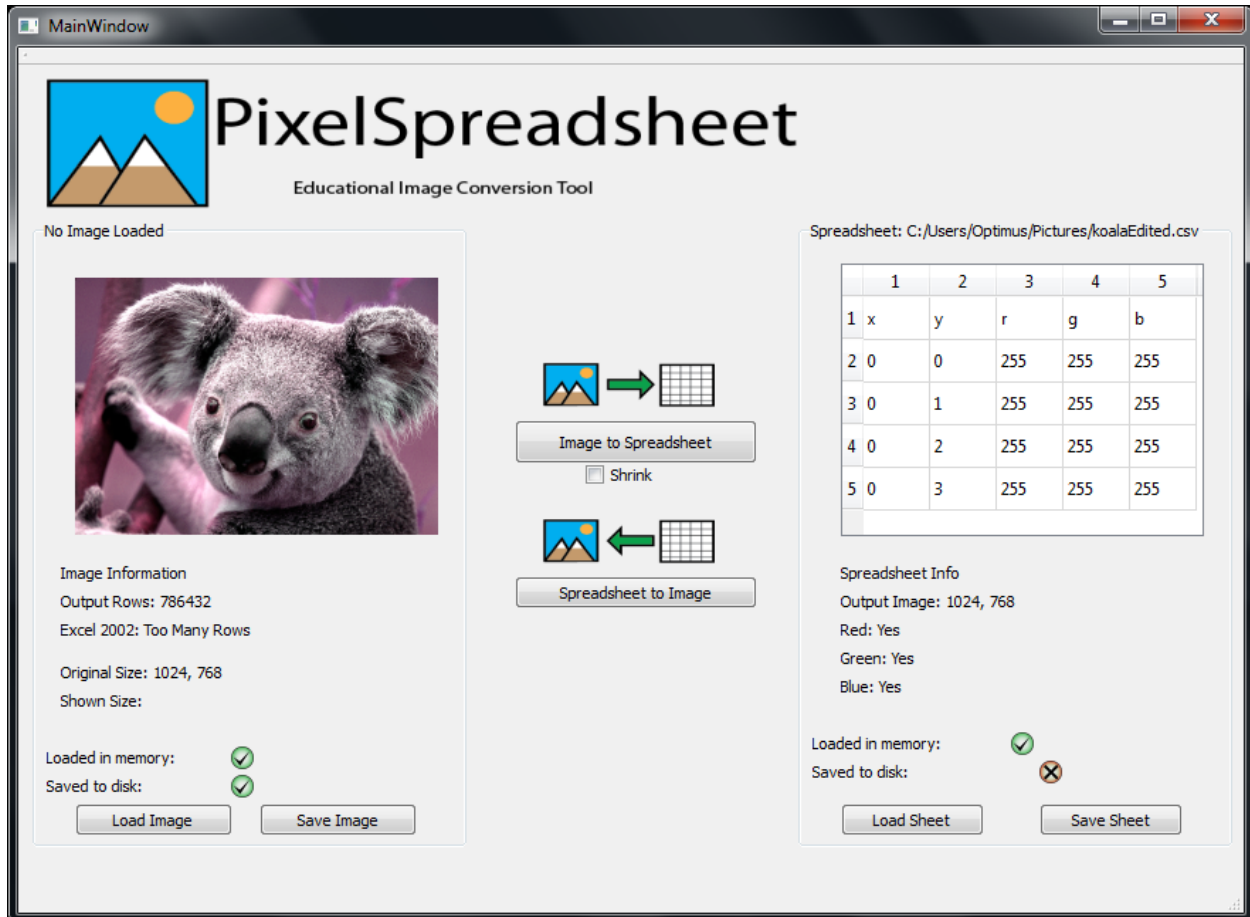 MainWindow
PixelSpreadsheet
Educational Image Conversion Tool
No Image Loaded
Image Information
Output Rows: 786432
Excel 2002: Too Many Rows
Original Size: 1024, 768
Shown Size:
Loaded in memory:
Saved to disk:
Load Image Save Image
Image to Spreadsheet
Shrink
Spreadsheet to Image
Spreadsheet: C:/Users/Optimus/Pictures/koalaEdited.csv
1 2 3 4 5
1 x y r g b
2 0 0 255 255 255
3 0 1 255 255 255
4 0 2 255 255 255
5 0 3 255 255 255
Spreadsheet Info
Output Image: 1024, 768
Red: Yes
Green: Yes
Blue: Yes
Loaded in memory:
Saved to disk:
Load Sheet Save Sheet